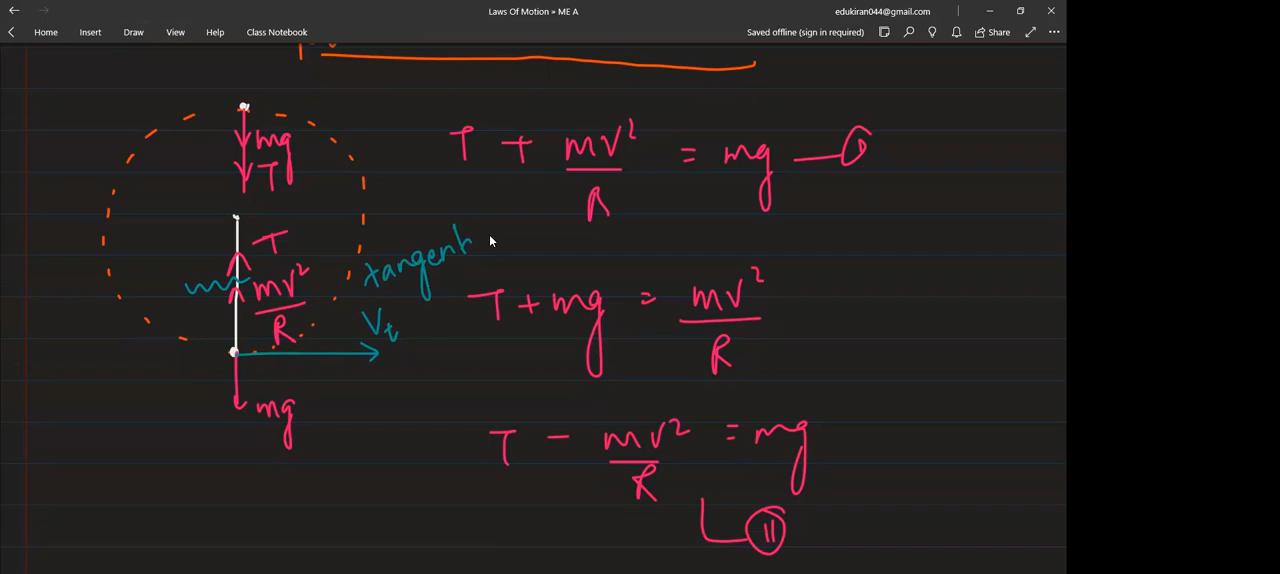 Laws Of Motion » ME A
edukiran044@gmail.com
Home Insert Draw View Help Class Notebook
Saved offline (sign in required)
Share
mg
T
T + mv²/R = mg — ①
T
mv²/R
tangent
V_t
T + mg = mv²/R
mg
T - mv²/R = mg
⑪